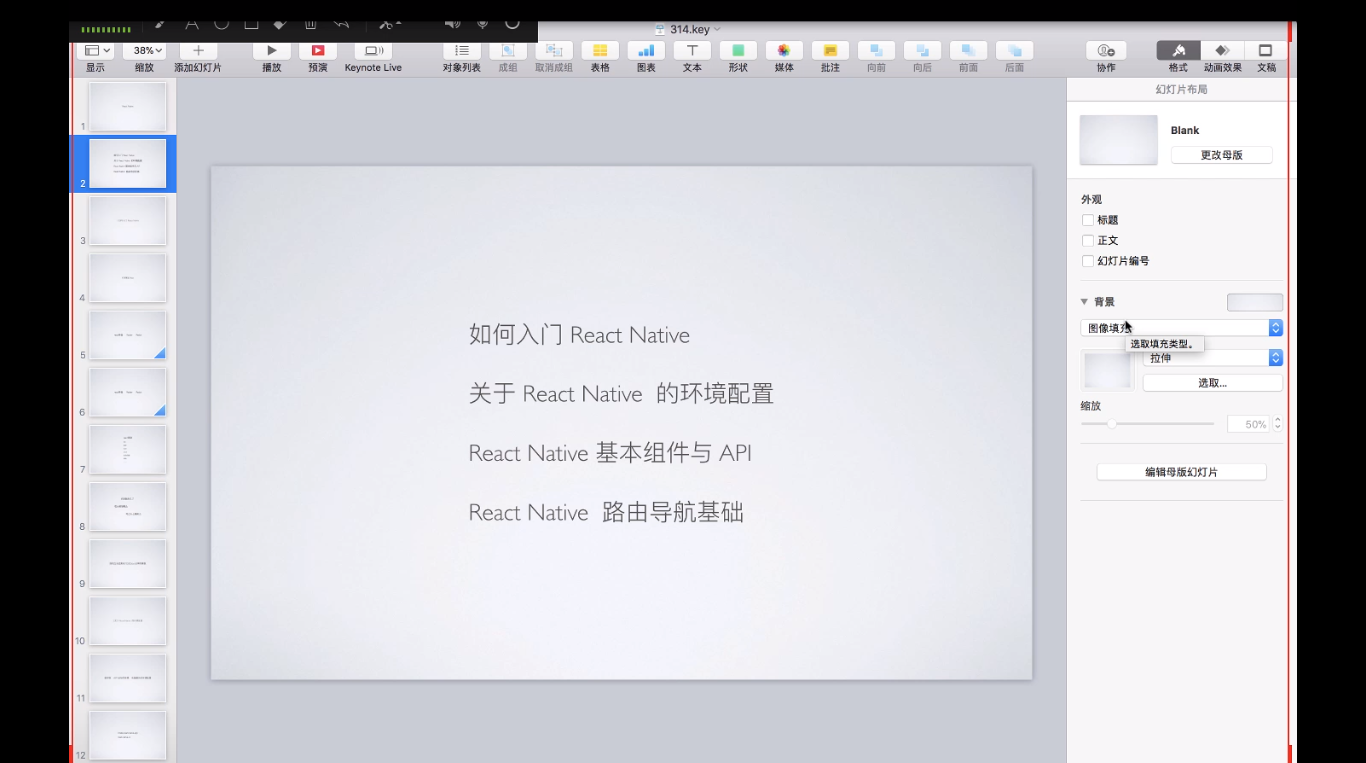 314.key
显示
38%
缩放
添加幻灯片
播放
预演
Keynote Live
对象列表
成组
取消成组
表格
图表
文本
形状
媒体
批注
向前
向后
前面
后面
协作
格式
动画效果
文稿
1
2
3
4
5
6
7
8
9
10
11
12
如何入门 React Native
关于 React Native 的环境配置
React Native 基本组件与 API
React Native 路由导航基础
幻灯片布局
Blank
更改母版
外观
标题
正文
幻灯片编号
背景
图像填充
选取填充类型。
拉伸
选取...
缩放
50%
编辑母版幻灯片